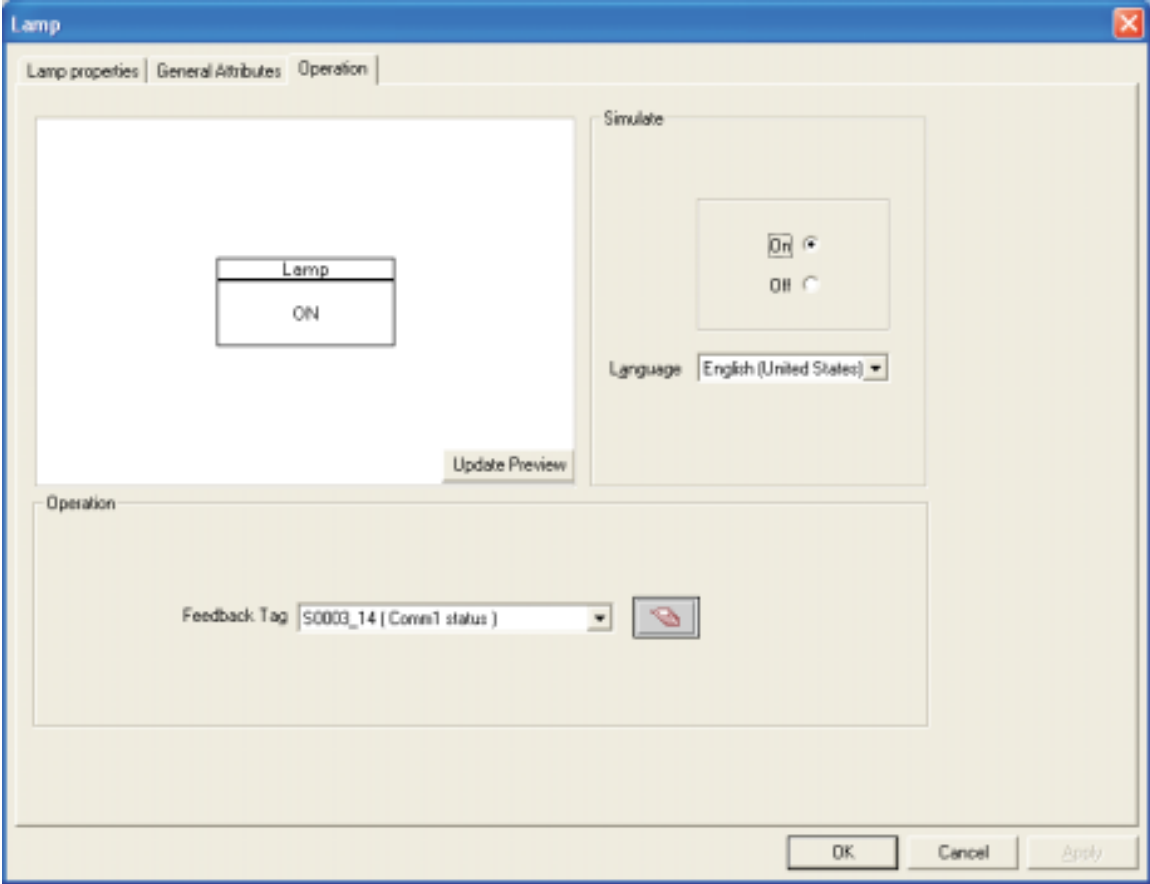 Lamp
Lamp properties General Attributes Operation
Simulate
Lamp
ON
On
Off
Language English (United States)
Update Preview
Operation
Feedback Tag S0003_14 ( Comm1 status )
OK Cancel Apply